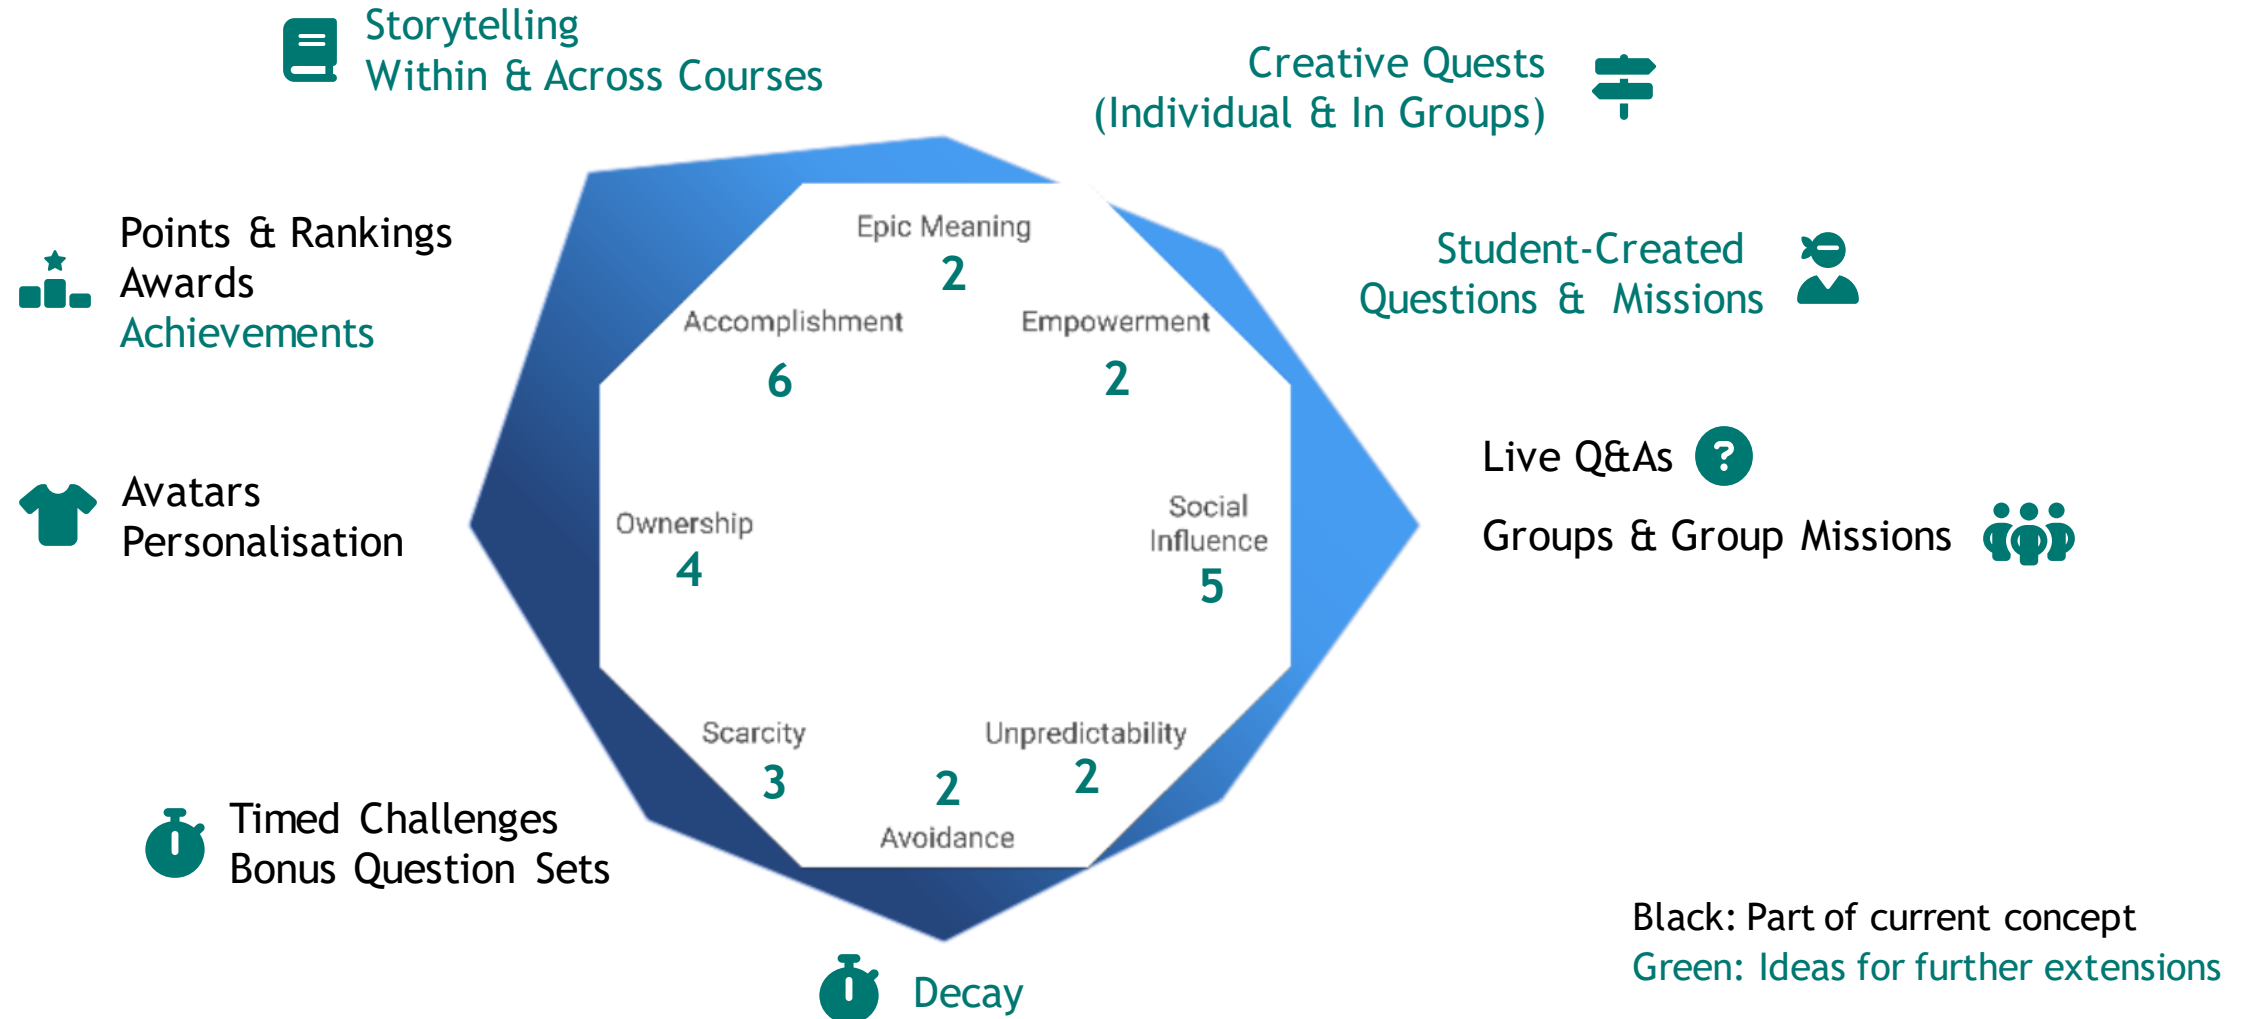 Storytelling
Within & Across Courses
Creative Quests
(Individual & In Groups)
Points & Rankings
Awards
Achievements
Student-Created
Questions & Missions
Epic Meaning
2
Accomplishment
6
Empowerment
2
Live Q&As
?
Groups & Group Missions
Avatars
Personalisation
Ownership
4
Social
Influence
5
Scarcity
3
Unpredictability
2
2
Avoidance
Timed Challenges
Bonus Question Sets
Decay
Black: Part of current concept
Green: Ideas for further extensions